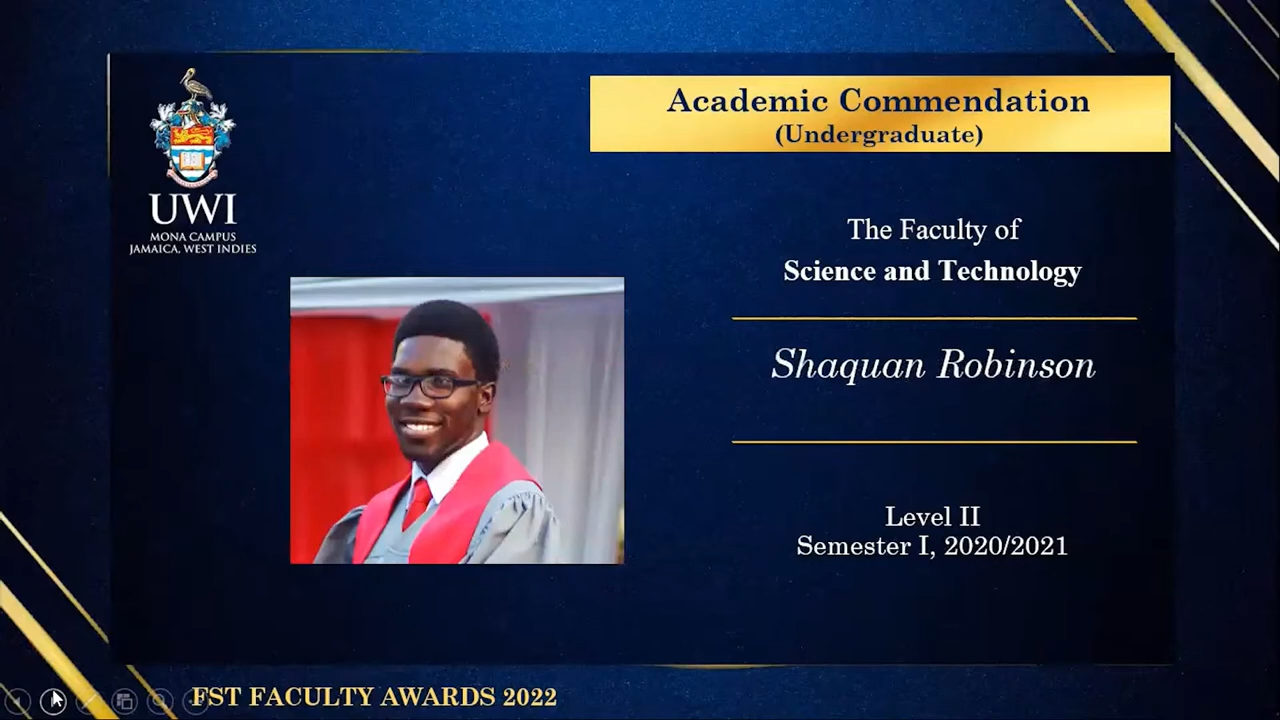 UWI
MONA CAMPUS
JAMAICA, WEST INDIES
Academic Commendation
(Undergraduate)
The Faculty of
Science and Technology
Shaquan Robinson
Level II
Semester I, 2020/2021
FST FACULTY AWARDS 2022